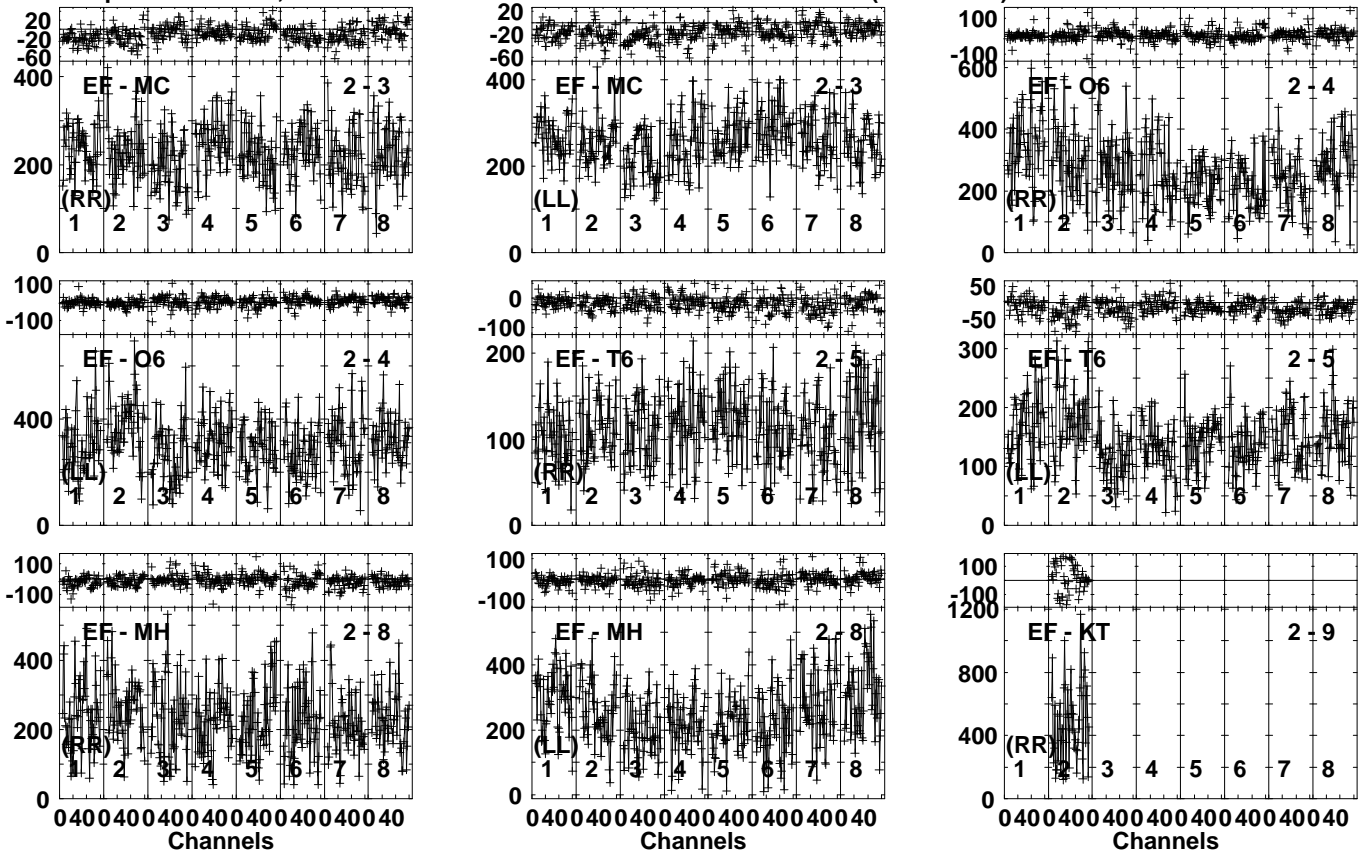 20 -20 -60
400 200 0
EF - MC 2 - 3
(RR)
1 2 3 4 5 6 7 8
20 -20 -60
400 200 0
EF - MC 2 - 3
(LL)
1 2 3 4 5 6 7 8
100 -100
600 400 200 0
EF - O6 2 - 4
(RR)
1 2 3 4 5 6 7 8
100 -100
400 200 0
EF - O6 2 - 4
(LL)
1 2 3 4 5 6 7 8
0 -100
200 100 0
EF - T6 2 - 5
(RR)
1 2 3 4 5 6 7 8
50 -50
300 200 100 0
EF - T6 2 - 5
(LL)
1 2 3 4 5 6 7 8
100 -100
400 200 0
EF - MH 2 - 8
(RR)
1 2 3 4 5 6 7 8
0 40 0 40 0 40 0 40 0 40 0 40 0 40 0 40
Channels
100 -100
400 200 0
EF - MH 2 - 8
(LL)
1 2 3 4 5 6 7 8
0 40 0 40 0 40 0 40 0 40 0 40 0 40 0 40
Channels
100 -100
1200 800 400 0
EF - KT 2 - 9
(RR)
1 2 3 4 5 6 7 8
0 40 0 40 0 40 0 40 0 40 0 40 0 40 0 40
Channels